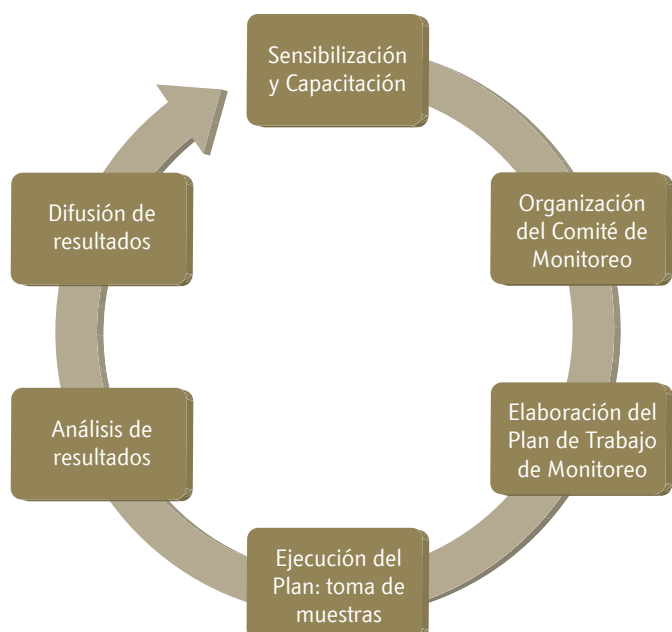 Sensibilización
y Capacitación
Organización
del Comité de
Monitoreo
Elaboración del
Plan de Trabajo
de Monitoreo
Ejecución del
Plan: toma de
muestras
Análisis de
resultados
Difusión de
resultados